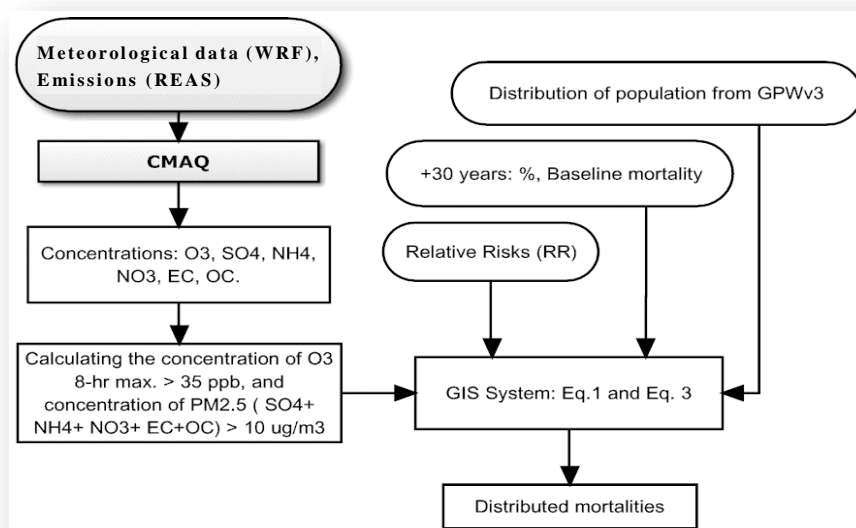 Meteorological data (WRF),
Emissions (REAS)
CMAQ
Concentrations: O3, SO4, NH4,
NO3, EC, OC.
Calculating the concentration of O3
8-hr max. > 35 ppb, and
concentration of PM2.5 ( SO4+
NH4+ NO3+ EC+OC) > 10 ug/m3
Distribution of population from GPWv3
+30 years: %, Baseline mortality
Relative Risks (RR)
GIS System: Eq.1 and Eq. 3
Distributed mortalities